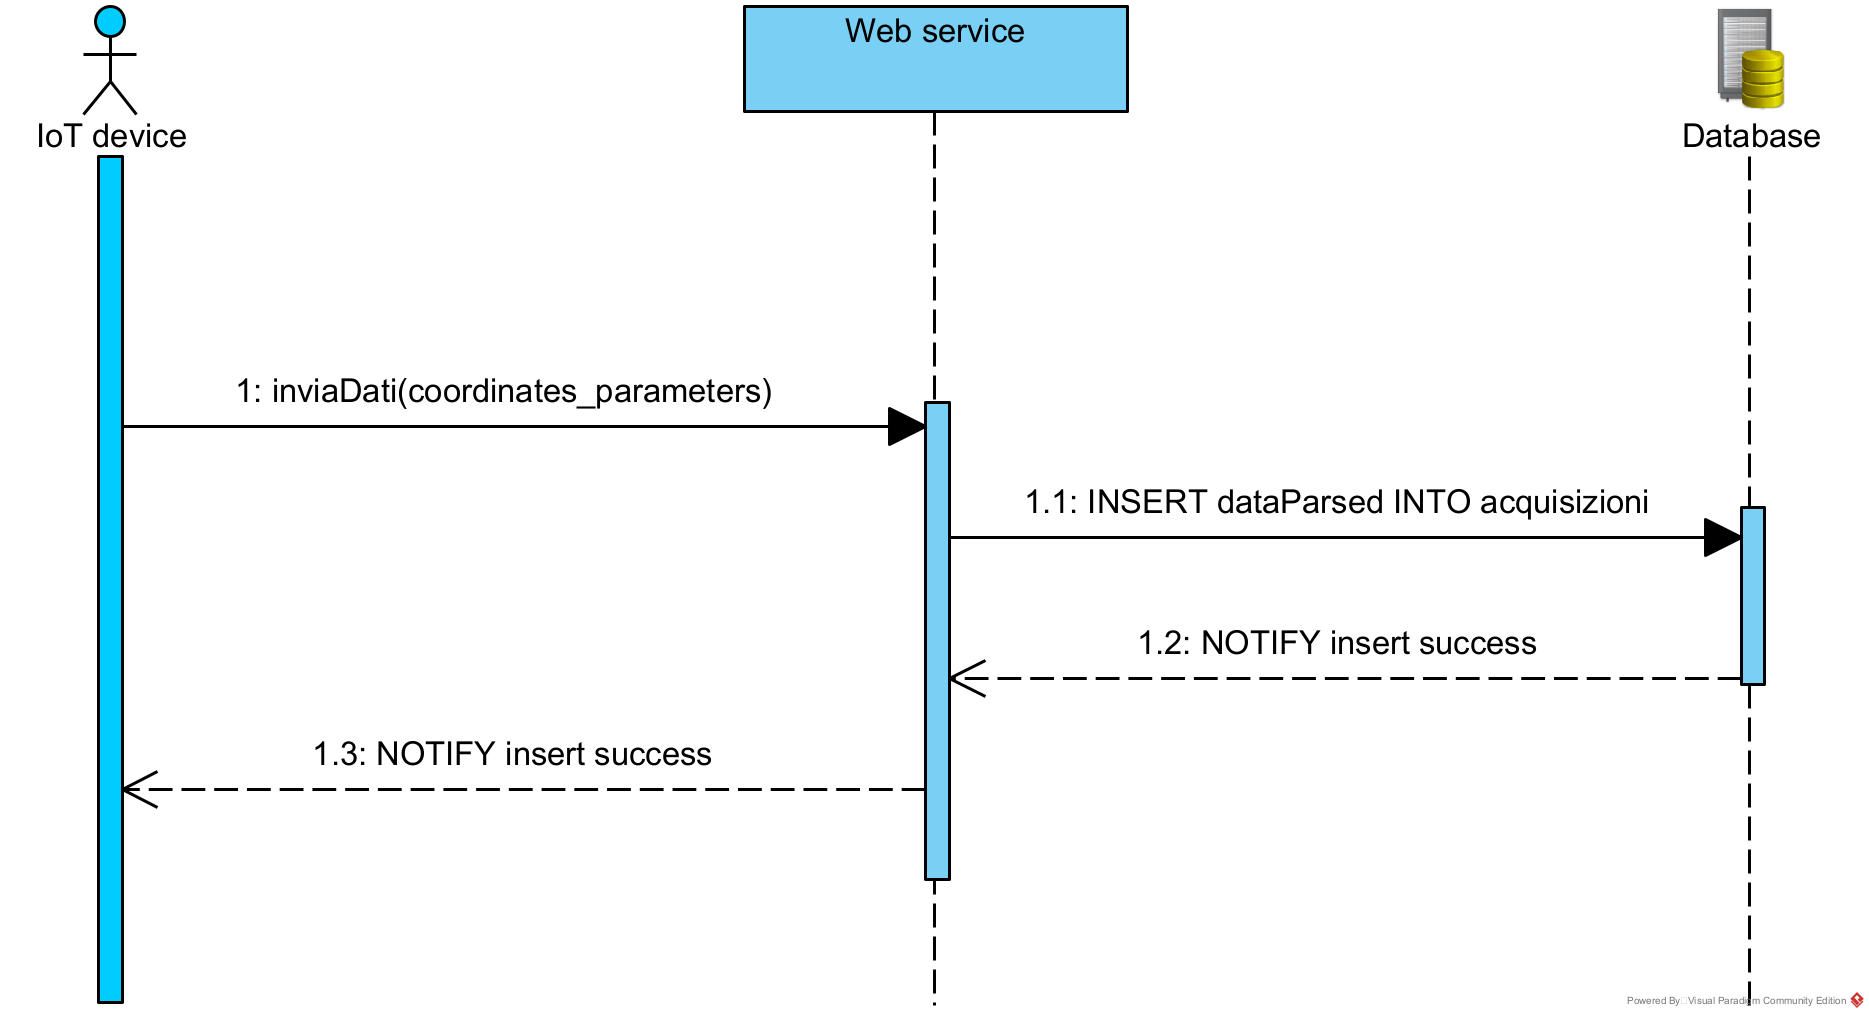 Web service
IoT device
Database
1: inviaDati(coordinates_parameters)
1.1: INSERT dataParsed INTO acquisizioni
1.2: NOTIFY insert success
1.3: NOTIFY insert success
Powered By Visual Paradigm Community Edition